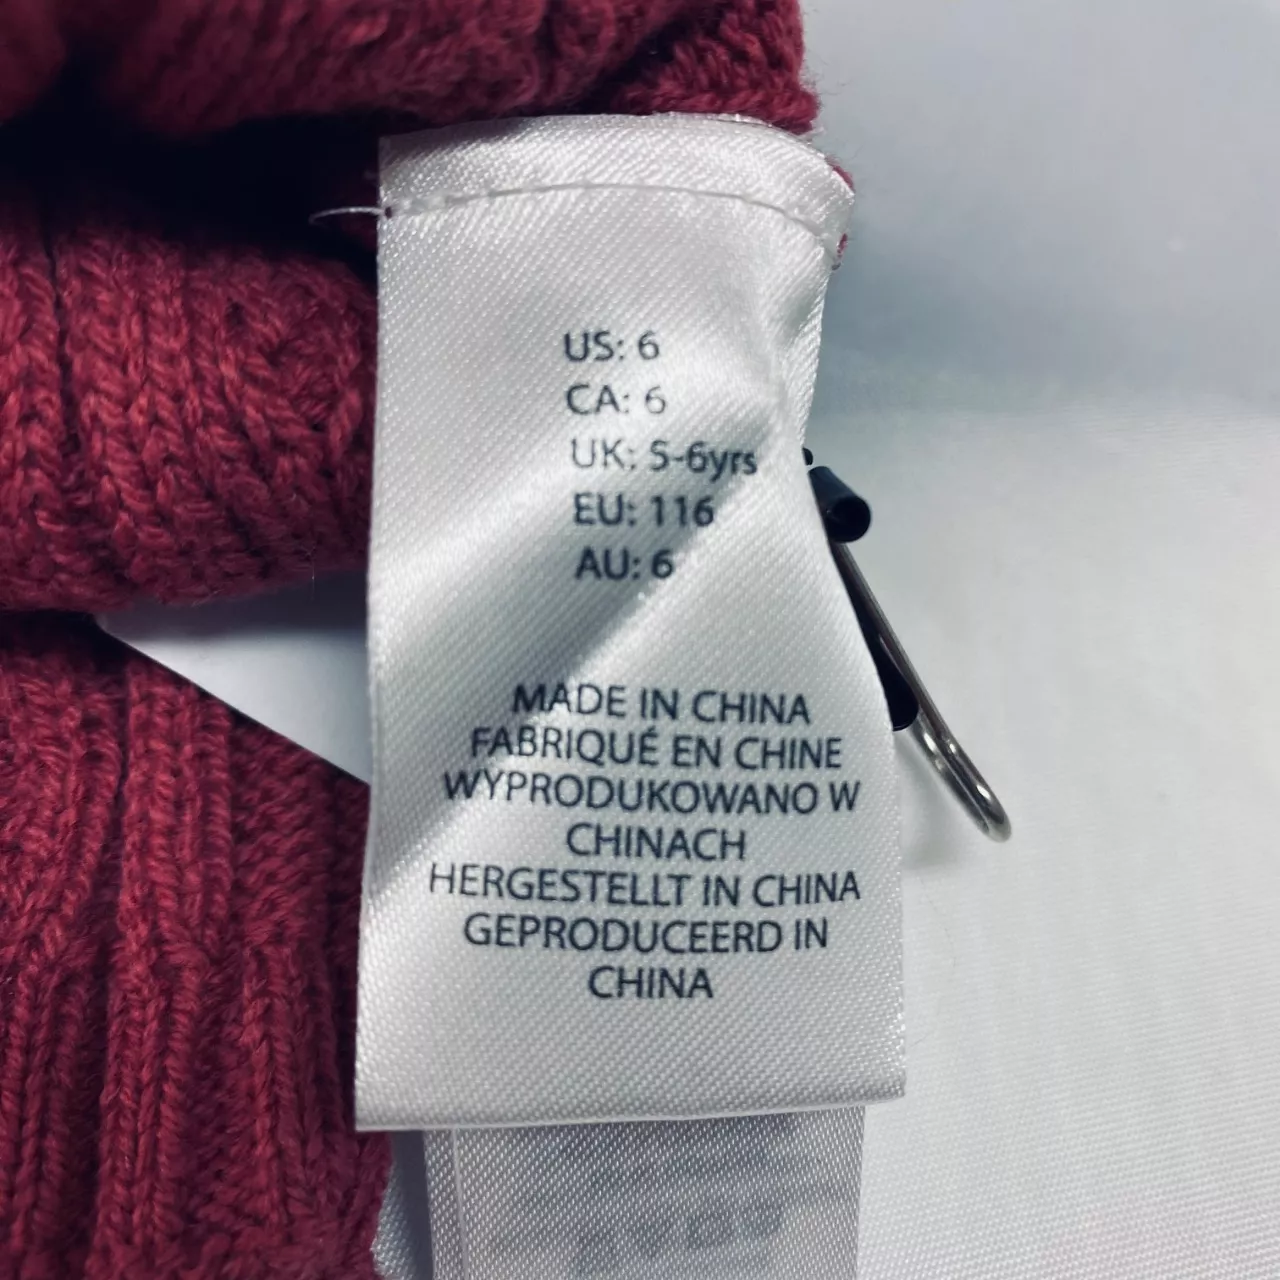 US: 6
CA: 6
UK: 5-6yrs
EU: 116
AU: 6
MADE IN CHINA
FABRIQUÉ EN CHINE
WYPRODUKOWANO W
CHINACH
HERGESTELLT IN CHINA
GEPRODUCEERD IN
CHINA